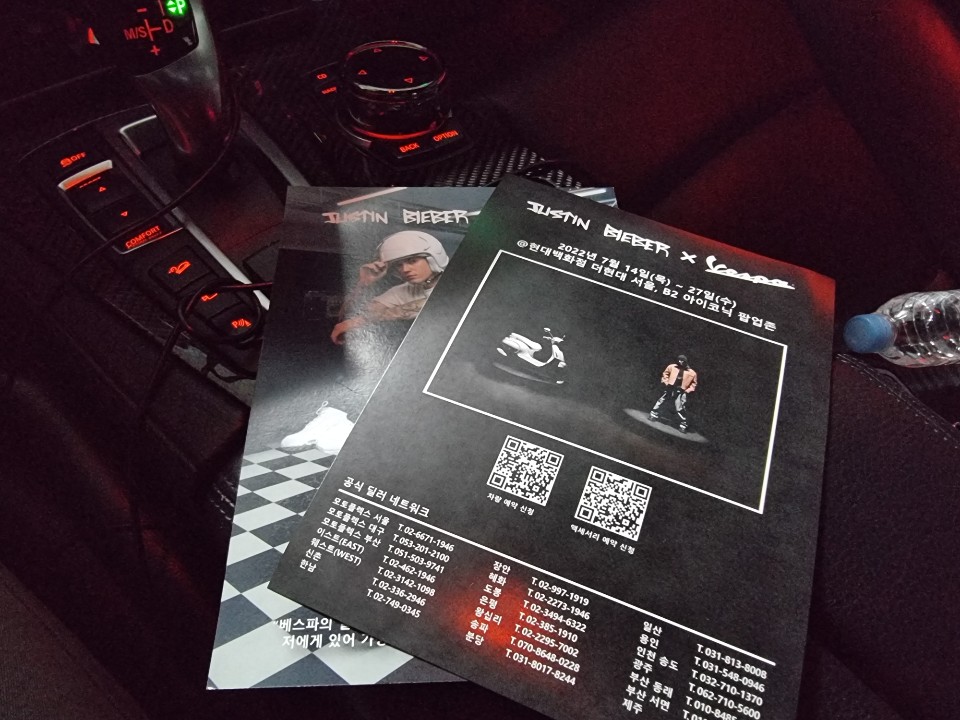 P
M/S
D
+
OFF
COMFORT
CD
BACK
OPTION
JUSTIN BIEBER
"베스파의
저에게 있어
JUSTIN BIEBER × Vespa
2022년 7월 14일(목) ~ 27일(수)
@현대백화점 더현대 서울, B2 아이코닉 팝업존
차량 예약 신청
액세서리 예약 신청
공식 딜러 네트워크
모토플렉스 서울 T. 02-6671-1946
모토플렉스 대구 T. 053-201-2100
모토플렉스 부산 T. 051-503-9741
이스트(EAST) T. 02-462-1946
웨스트(WEST) T. 02-3142-1098
신촌 T. 02-336-2946
한남 T. 02-749-0345
장안 T. 02-997-1919
혜화 T. 02-2273-1946
도봉 T. 02-3494-6322
은평 T. 02-385-1910
왕십리 T. 02-2295-7002
송파 T. 070-8648-0228
분당 T. 031-8017-8244
일산 T. 031-813-8008
용인 T. 031-548-0946
인천 송도 T. 032-710-1370
광주 T. 062-710-5600
부산 동래 T. 010-8485
부산 서면
제주